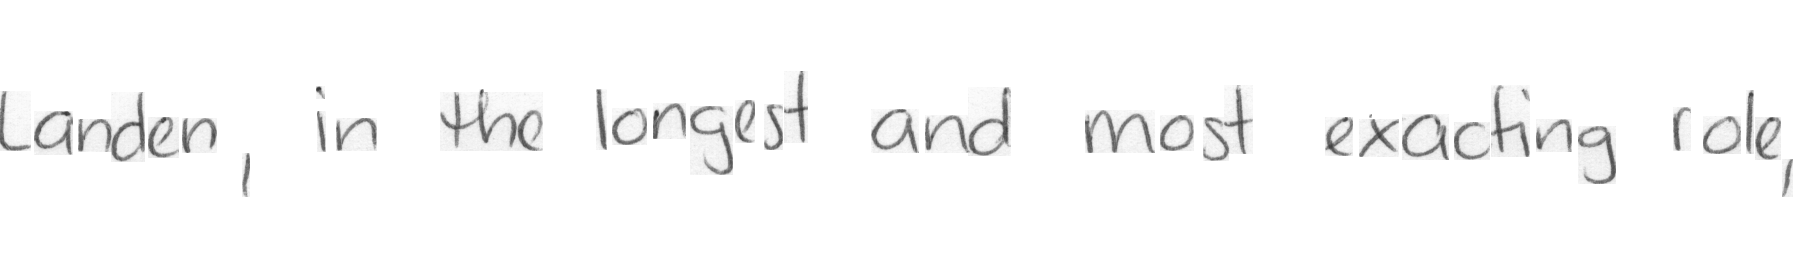 Landen, in the longest and most exacting role,